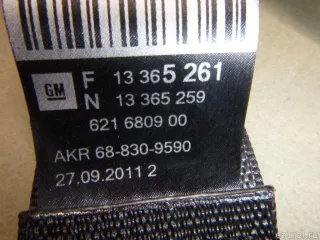 GM F 13 365 261
N 13 365 259
621 6809 00
AKR 68-830-9590
27.09.2011 2